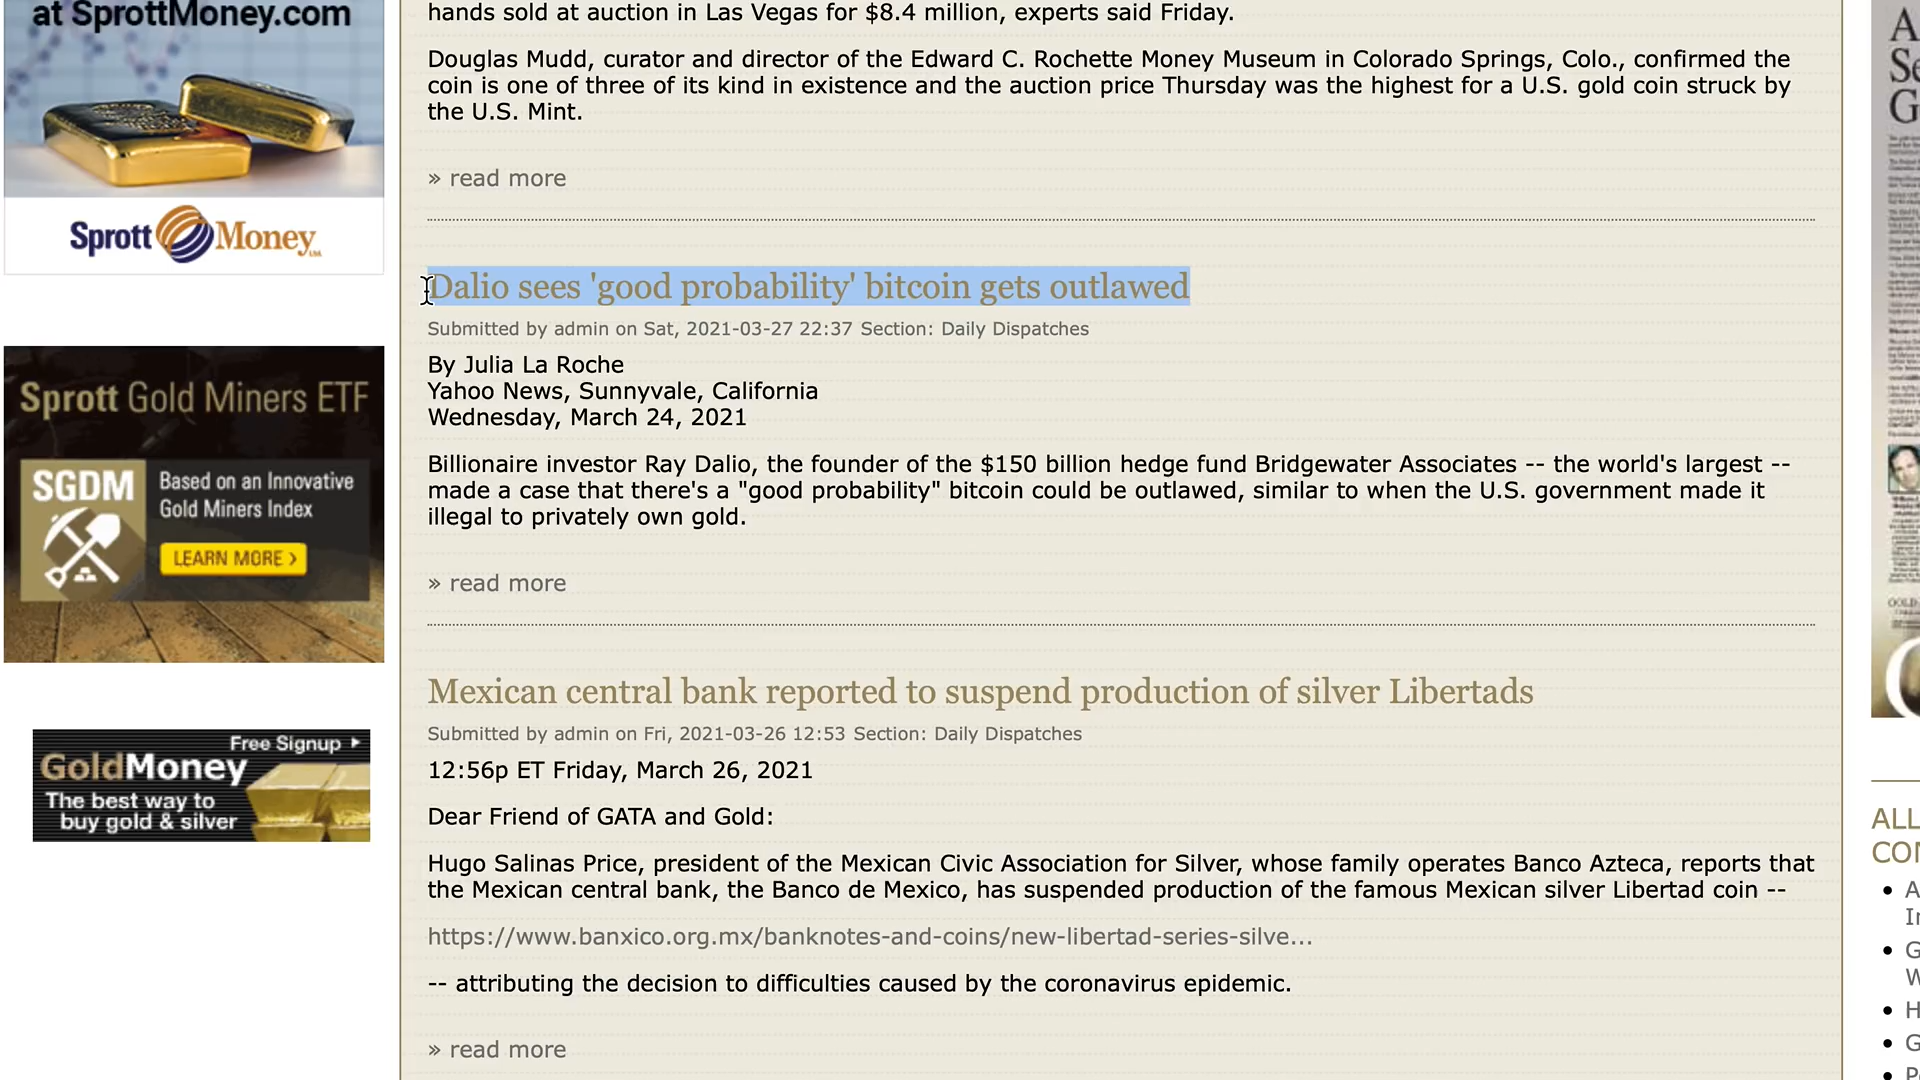 at SprottMoney.com
Sprott Money LTD.
Sprott Gold Miners ETF
SGDM
Based on an Innovative
Gold Miners Index
LEARN MORE >
Free Signup
GoldMoney
The best way to
buy gold & silver
hands sold at auction in Las Vegas for $8.4 million, experts said Friday.
Douglas Mudd, curator and director of the Edward C. Rochette Money Museum in Colorado Springs, Colo., confirmed the
coin is one of three of its kind in existence and the auction price Thursday was the highest for a U.S. gold coin struck by
the U.S. Mint.
» read more
Dalio sees 'good probability' bitcoin gets outlawed
Submitted by admin on Sat, 2021-03-27 22:37 Section: Daily Dispatches
By Julia La Roche
Yahoo News, Sunnyvale, California
Wednesday, March 24, 2021
Billionaire investor Ray Dalio, the founder of the $150 billion hedge fund Bridgewater Associates -- the world's largest --
made a case that there's a "good probability" bitcoin could be outlawed, similar to when the U.S. government made it
illegal to privately own gold.
» read more
Mexican central bank reported to suspend production of silver Libertads
Submitted by admin on Fri, 2021-03-26 12:53 Section: Daily Dispatches
12:56p ET Friday, March 26, 2021
Dear Friend of GATA and Gold:
Hugo Salinas Price, president of the Mexican Civic Association for Silver, whose family operates Banco Azteca, reports that
the Mexican central bank, the Banco de Mexico, has suspended production of the famous Mexican silver Libertad coin --
https://www.banxico.org.mx/banknotes-and-coins/new-libertad-series-silve...
-- attributing the decision to difficulties caused by the coronavirus epidemic.
» read more
ALL